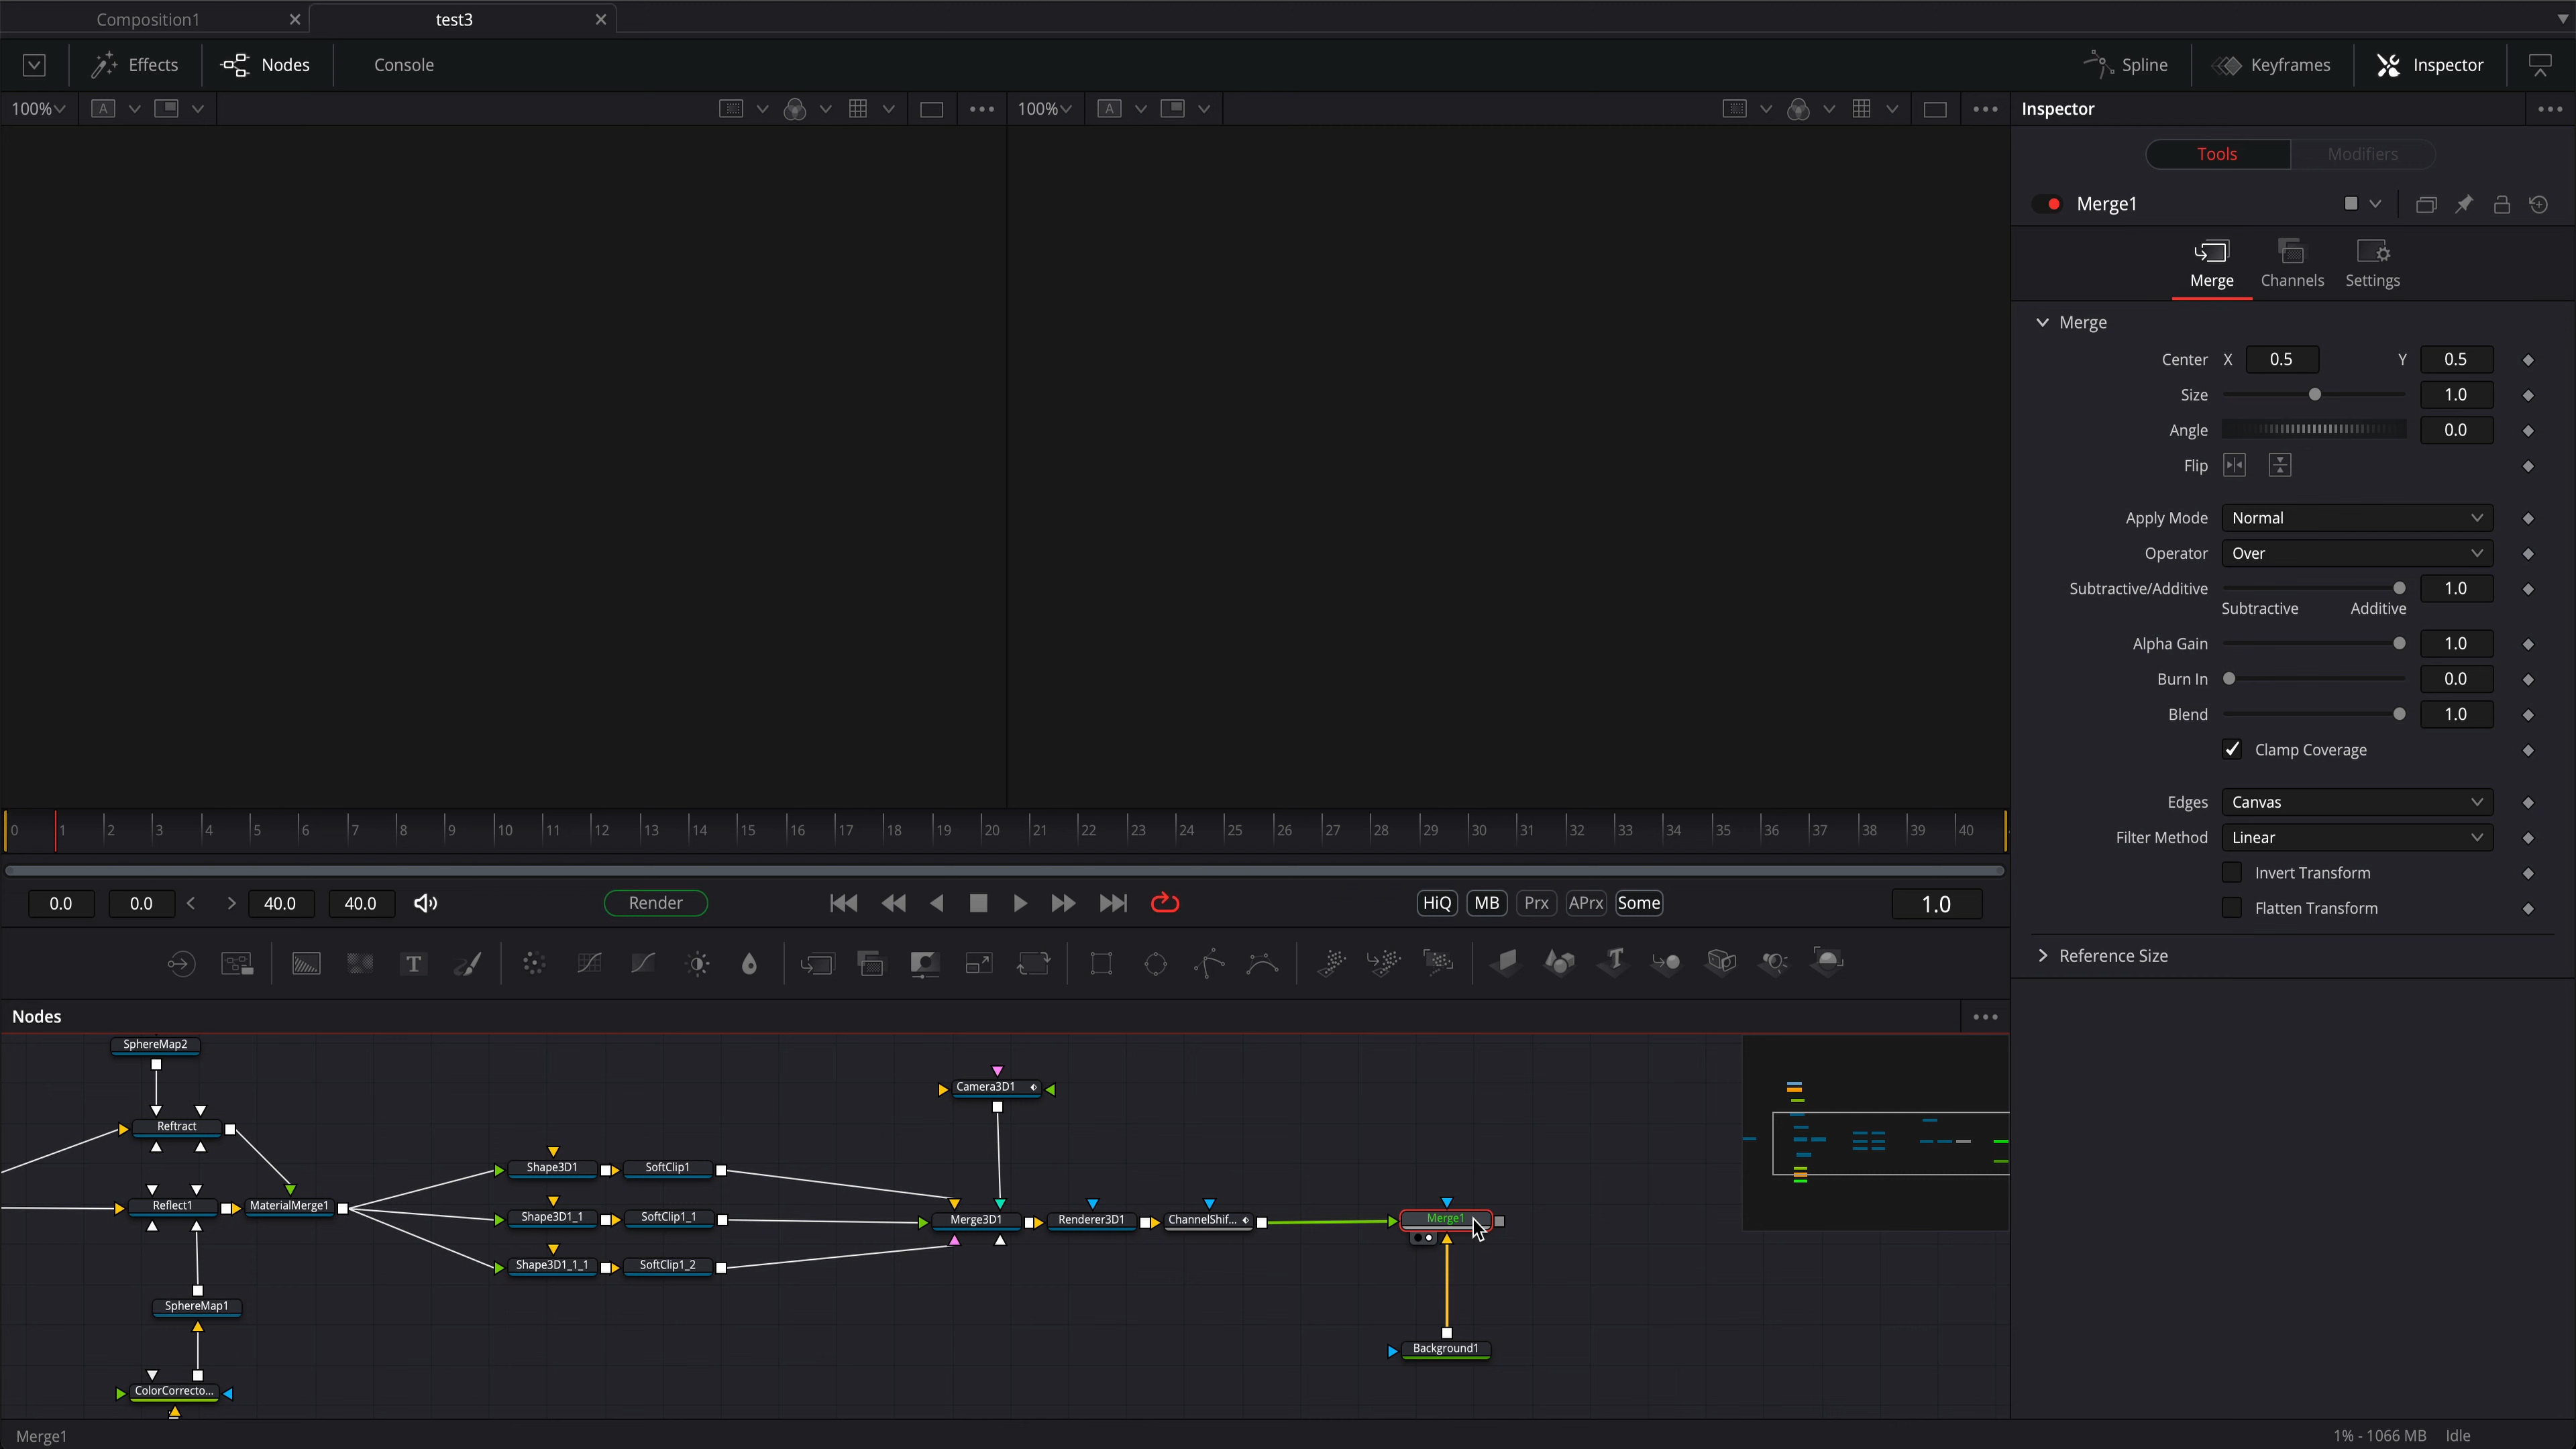 Composition1
test3
Effects
Nodes
Console
Spline
Keyframes
Inspector
100%
A
100%
A
Inspector
Tools
Modifiers
Merge1
Merge
Channels
Settings
Merge
Center X 0.5 Y 0.5
Size 1.0
Angle 0.0
Flip
Apply Mode Normal
Operator Over
Subtractive/Additive 1.0
Subtractive Additive
Alpha Gain 1.0
Burn In 0.0
Blend 1.0
Clamp Coverage
Edges Canvas
Filter Method Linear
Invert Transform
Flatten Transform
Reference Size
0 1 2 3 4 5 6 7 8 9 10 11 12 13 14 15 16 17 18 19 20 21 22 23 24 25 26 27 28 29 30 31 32 33 34 35 36 37 38 39 40
0.0 0.0 40.0 40.0 Render HiQ MB Prx APrx Some 1.0
T
T
Nodes
SphereMap2
Camera3D1
Reftract
Shape3D1 SoftClip1
Reflect1 MaterialMerge1
Shape3D1_1 SoftClip1_1
Merge3D1 Renderer3D1 ChannelShif... Merge1
Shape3D1_1_1 SoftClip1_2
SphereMap1
Background1
ColorCorrecto...
Merge1
1% - 1066 MB Idle